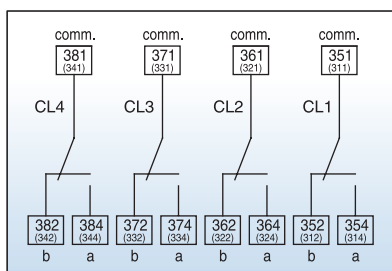 comm. comm. comm. comm.
381 371 361 351
(341) (331) (321) (311)
CL4 CL3 CL2 CL1
382 384 372 374 362 364 352 354
(342) (344) (332) (334) (322) (324) (312) (314)
b a b a b a b a